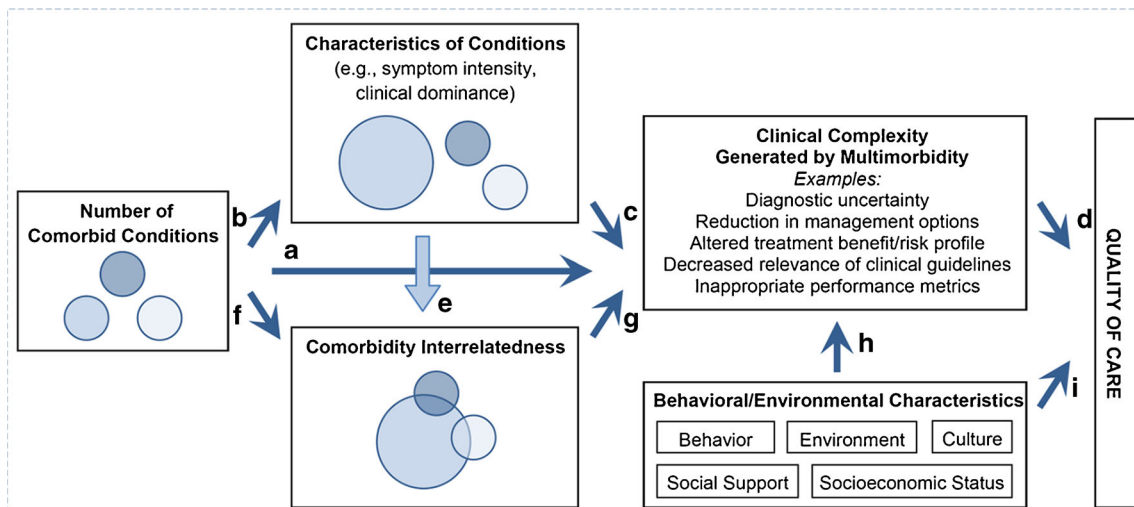 Number of
Comorbid Conditions
b
f
Characteristics of Conditions
(e.g., symptom intensity,
clinical dominance)
a
e
Comorbidity Interrelatedness
c
g
Clinical Complexity
Generated by Multimorbidity
Examples:
Diagnostic uncertainty
Reduction in management options
Altered treatment benefit/risk profile
Decreased relevance of clinical guidelines
Inappropriate performance metrics
h
Behavioral/Environmental Characteristics
Behavior
Environment
Culture
Social Support
Socioeconomic Status
d
i
QUALITY OF CARE